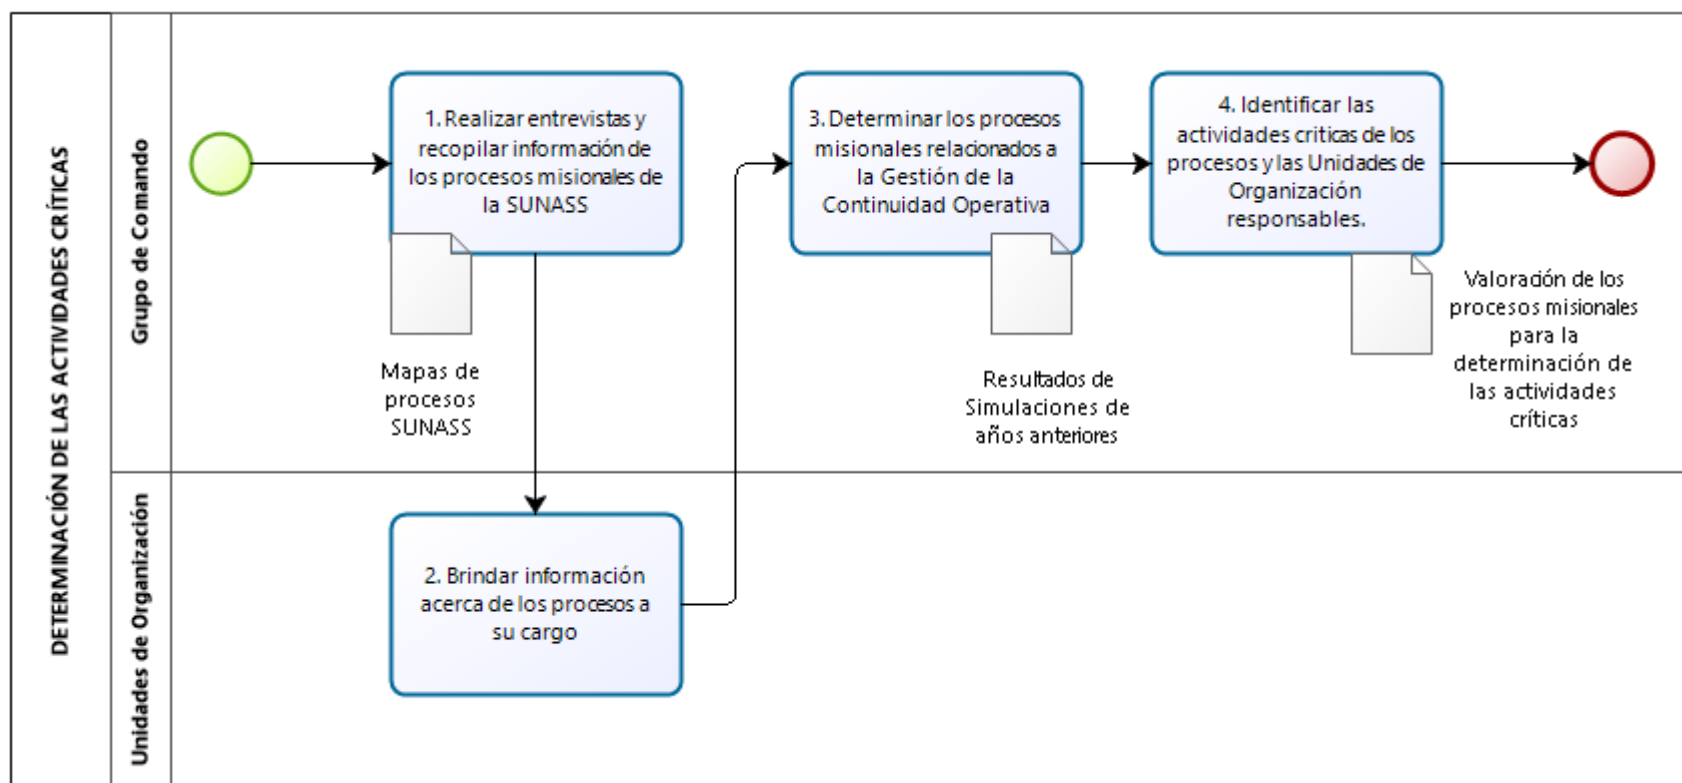 DETERMINACIÓN DE LAS ACTIVIDADES CRÍTICAS
Grupo de Comando
1. Realizar entrevistas y
recopilar información de
los procesos misionales de
la SUNASS
Mapas de
procesos
SUNASS
3. Determinar los procesos
misionales relacionados a
la Gestión de la
Continuidad Operativa
Resultados de
Simulaciones de
años anteriores
4. Identificar las
actividades criticas de los
procesos y las Unidades de
Organización
responsables.
Valoración de los
procesos misionales
para la
determinación de
las actividades
críticas
Unidades de Organización
2. Brindar información
acerca de los procesos a
su cargo